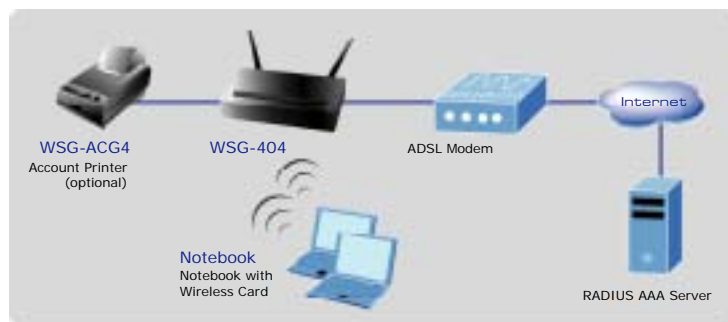 Internet
WSG-ACG4
Account Printer
(optional)
WSG-404
ADSL Modem
Notebook
Notebook with
Wireless Card
RADIUS AAA Server